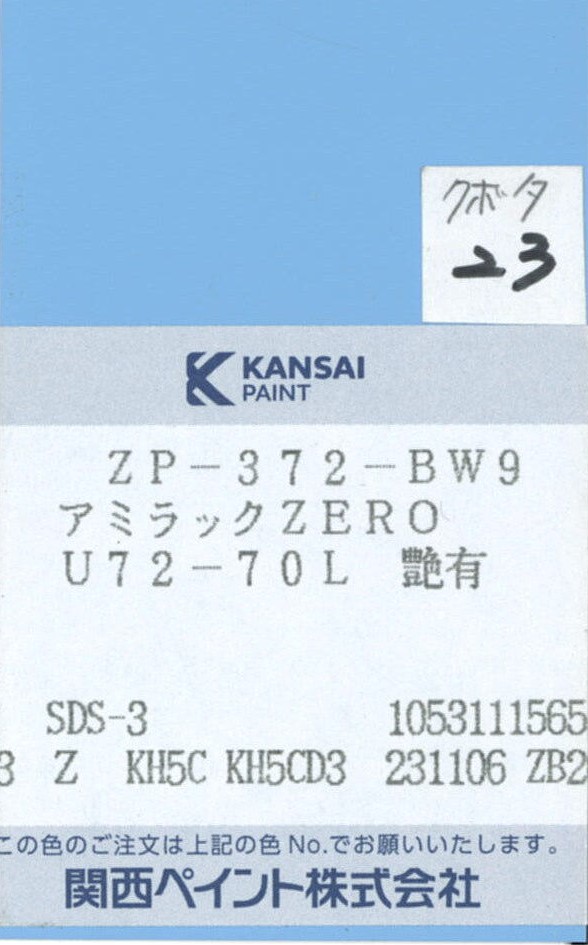 クボタ
23
KANSAI
PAINT
ZP-372-BW9
アミラックZERO
U72-70L 艶有
SDS-3 1053111565
3 Z KH5C KH5CD3 231106 ZB2
この色のご注文は上記の色No.でお願いいたします。
関西ペイント株式会社